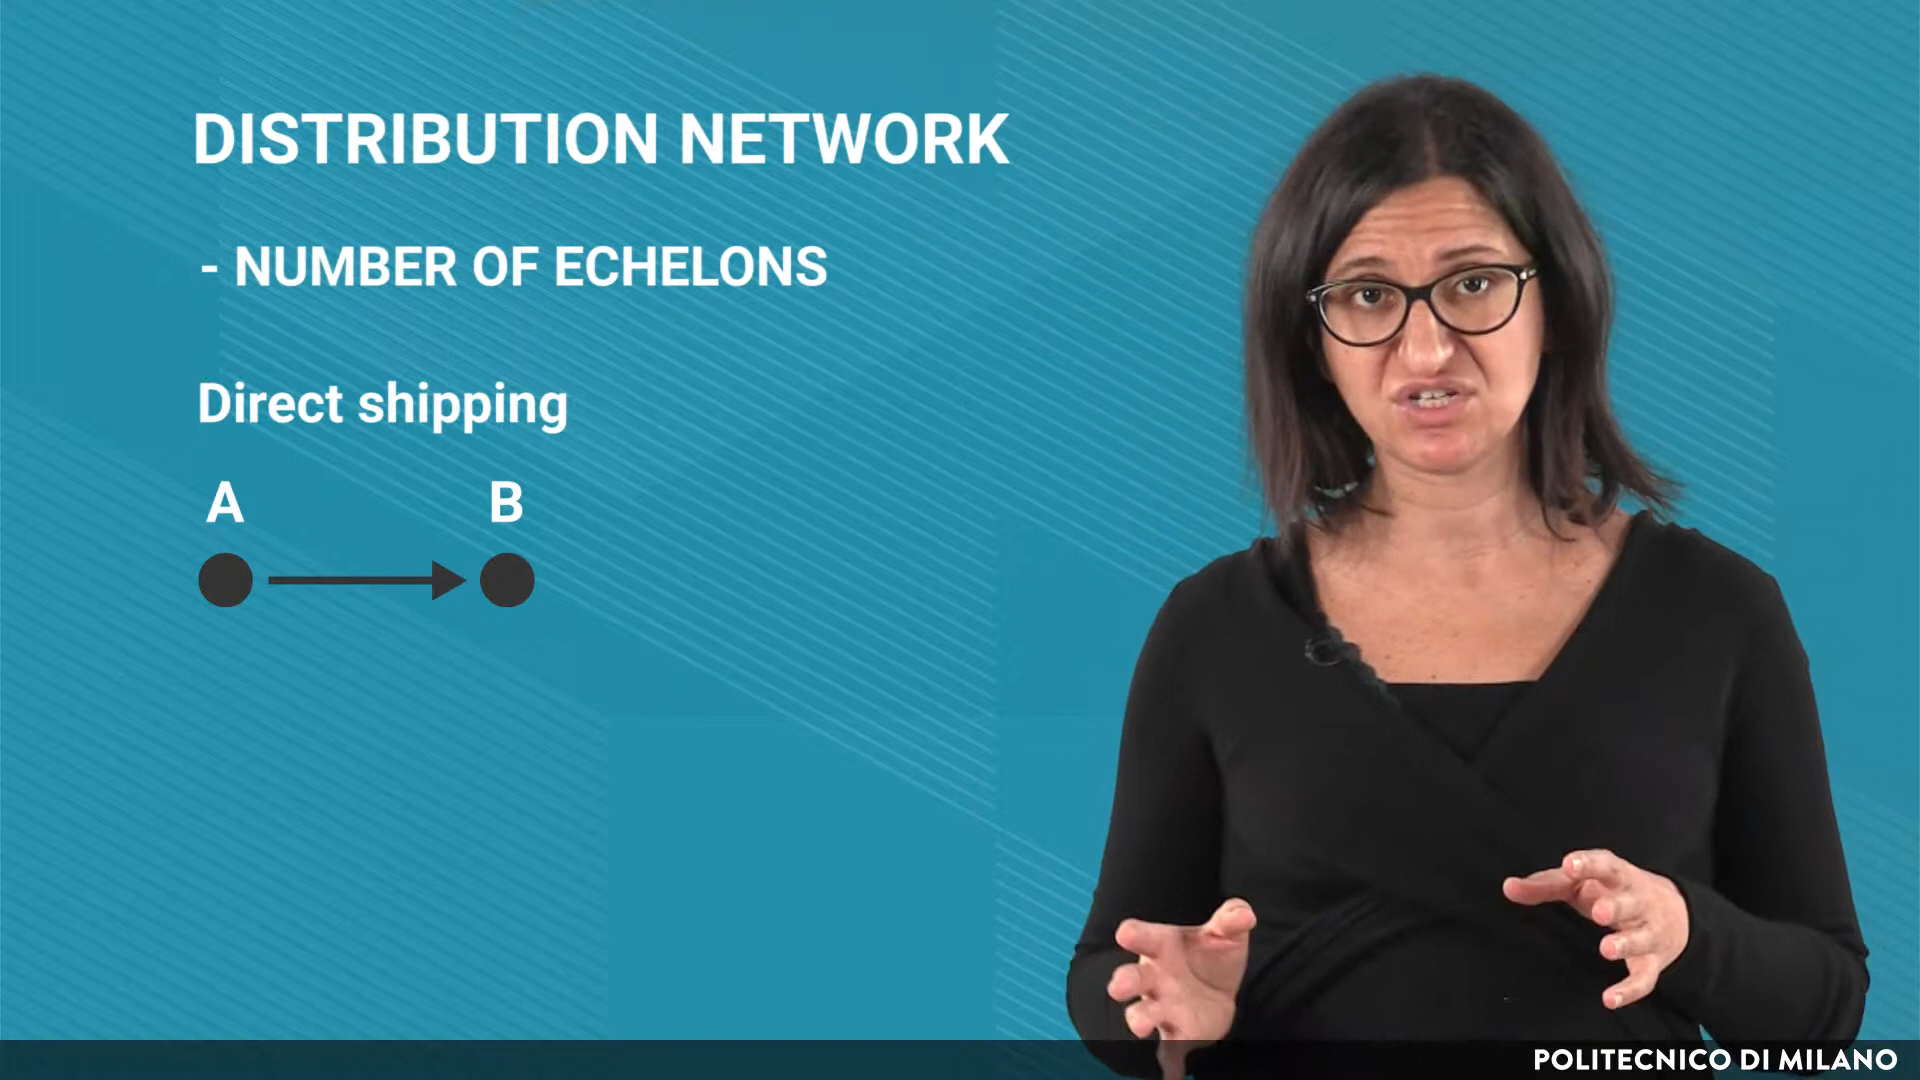 DISTRIBUTION NETWORK
- NUMBER OF ECHELONS
Direct shipping
A B
POLITECNICO DI MILANO